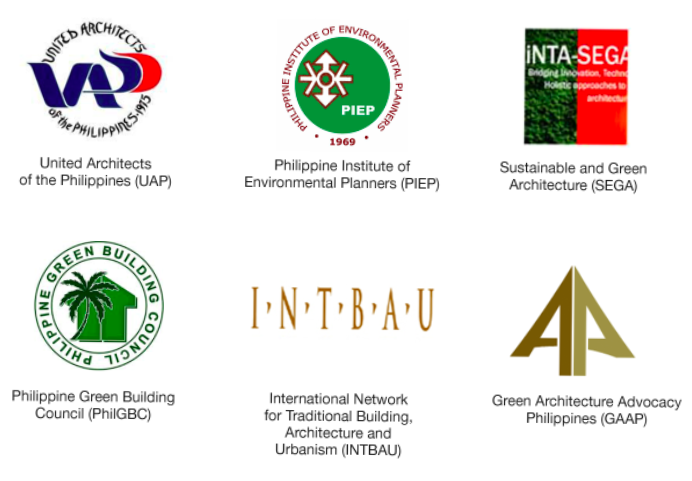 UNITED ARCHITECTS
UAP
of the PHILIPPINES·1975
United Architects
of the Philippines (UAP)
PHILIPPINE INSTITUTE OF ENVIRONMENTAL PLANNERS
PIEP
• 1969 •
Philippine Institute of
Environmental Planners (PIEP)
iNTA-SEGA
Bridging Innovation, Techno
Holistic approaches to
architectur
Sustainable and Green
Architecture (SEGA)
PHILIPPINE GREEN BUILDING COUNCIL
Philippine Green Building
Council (PhilGBC)
I·N·T·B·A·U
International Network
for Traditional Building,
Architecture and
Urbanism (INTBAU)
Green Architecture Advocacy
Philippines (GAAP)